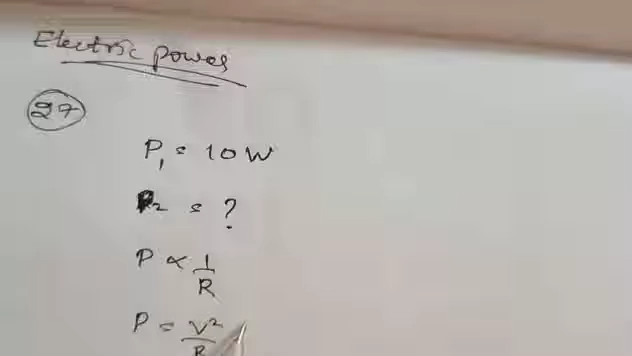 Electric power
27
P₁ = 10 W
P₂ = ?
P ∝ 1/R
P = V²/R